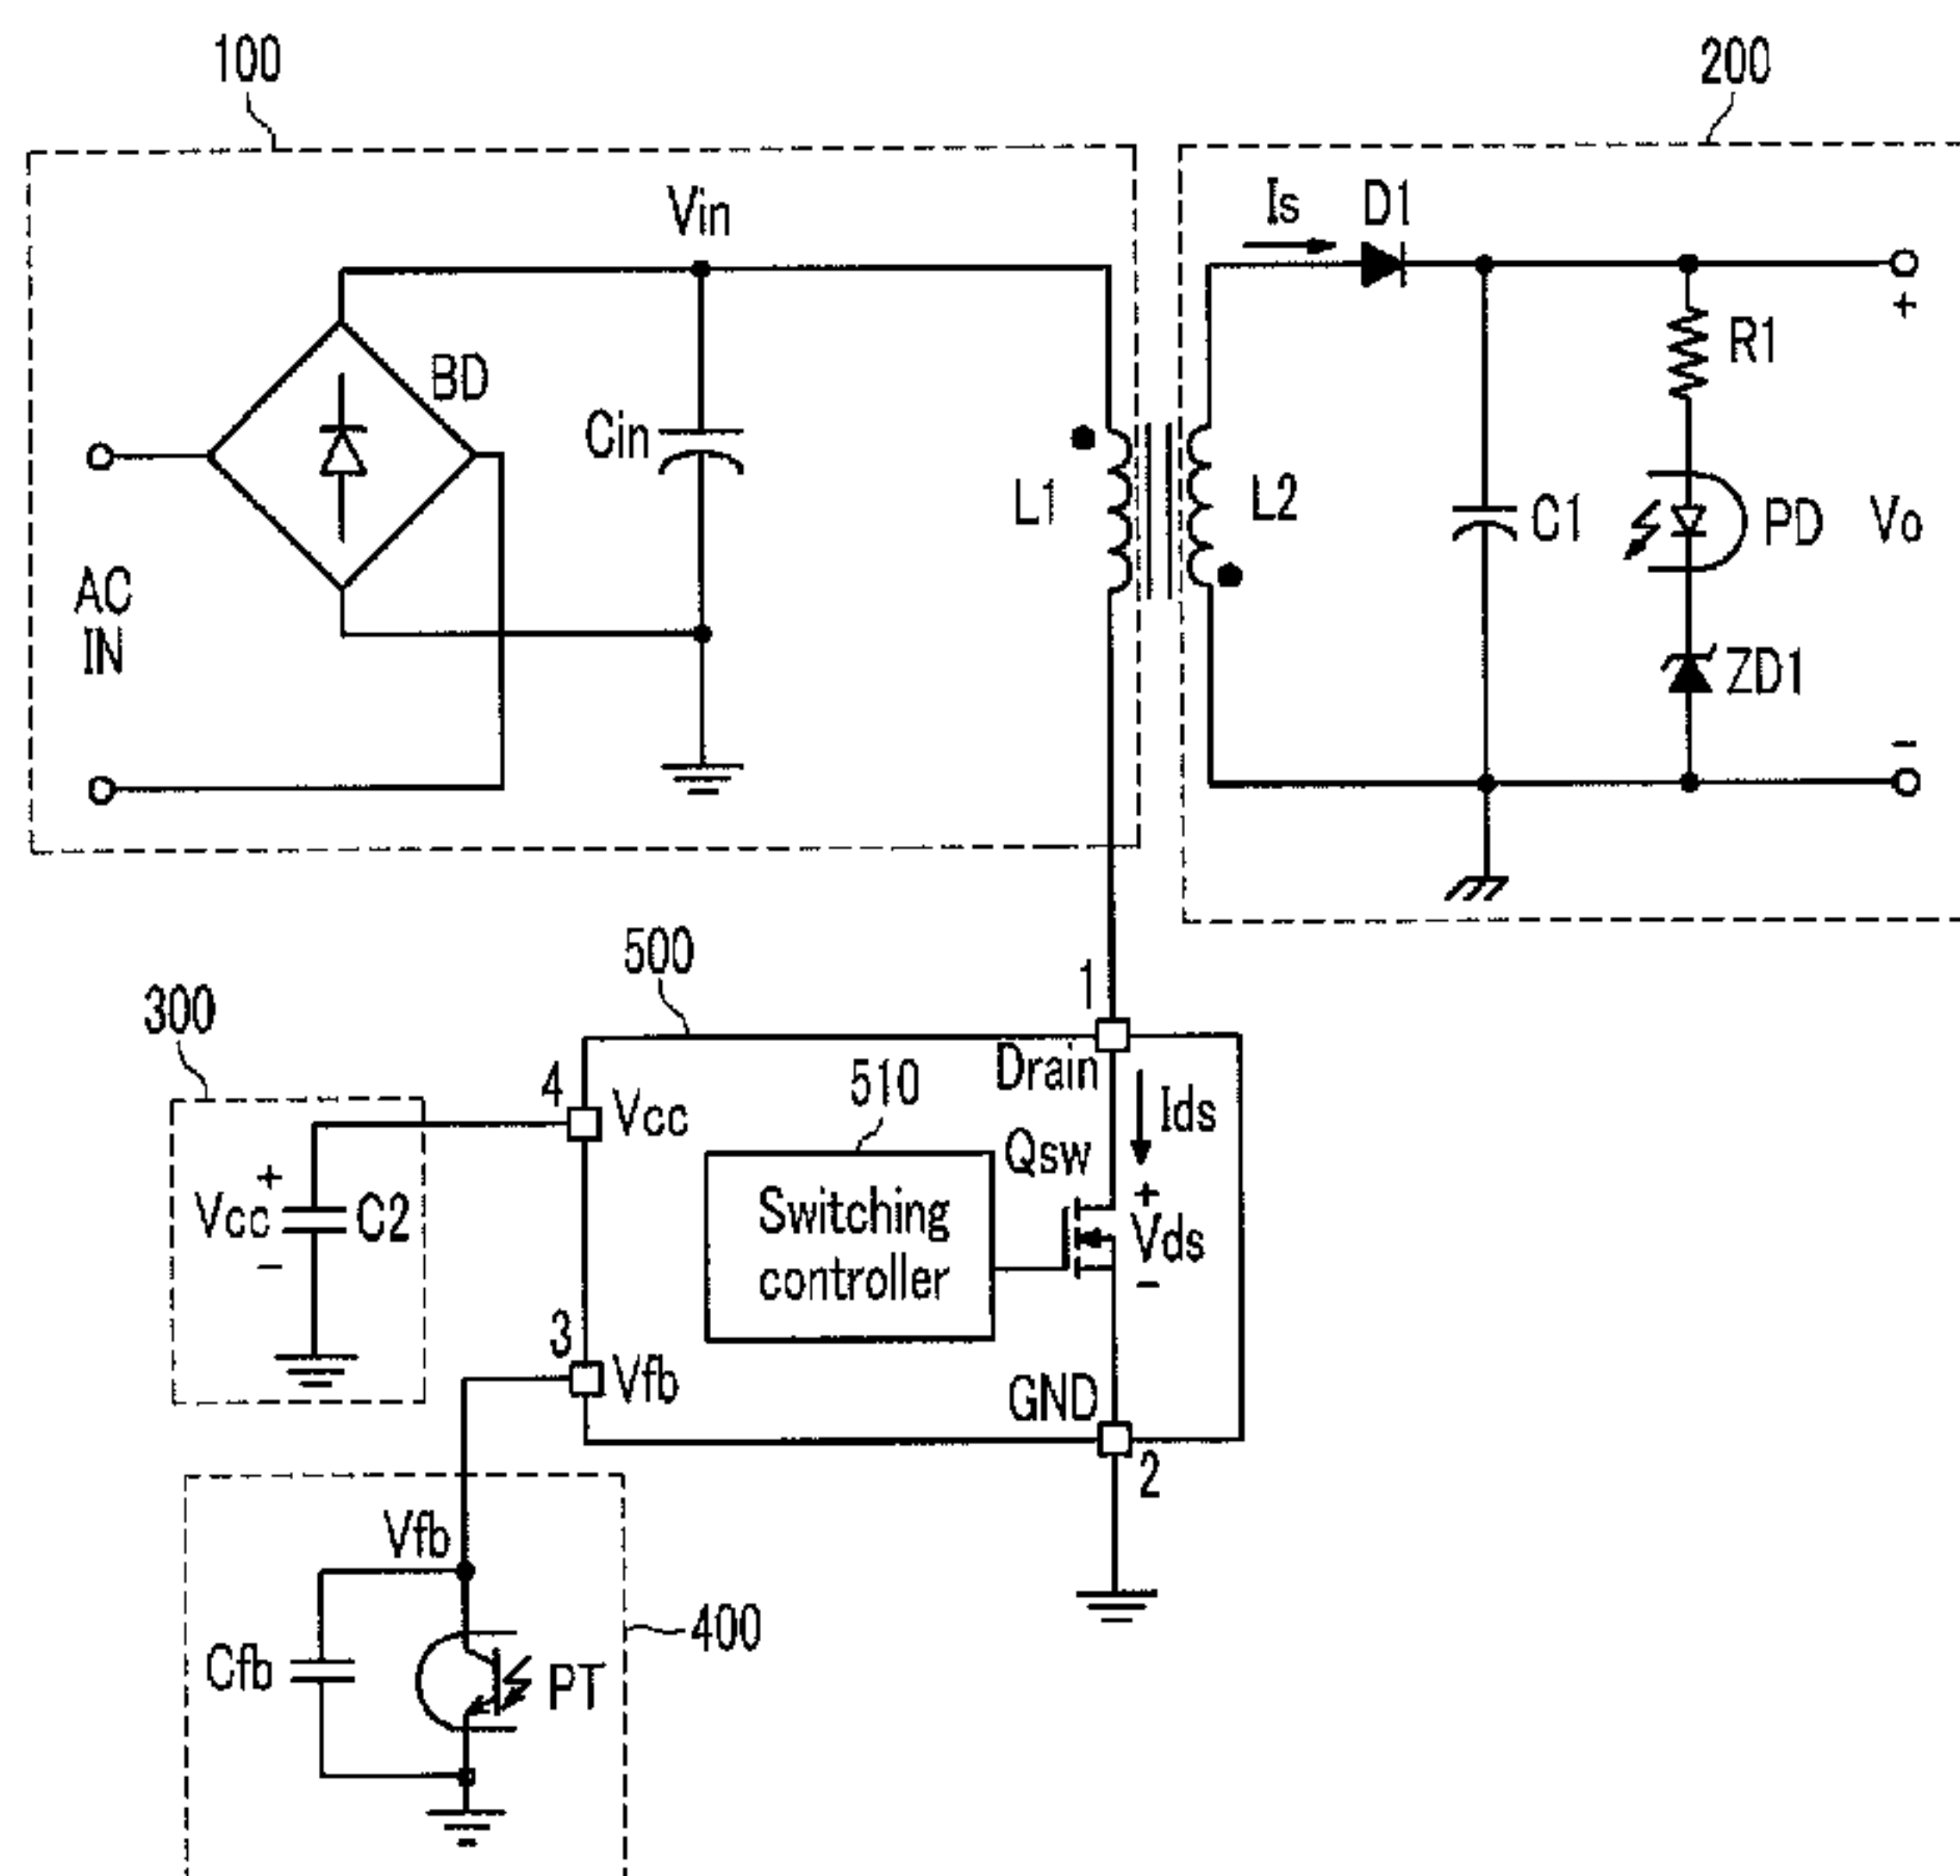 100
200
Vin
Is
D1
BD
Cin
L1
L2
C1
R1
+
PD
Vo
ZD1
-
AC
IN
500
300
1
4
Vcc
510
Drain
Ids
Qsw
+
Vds
-
Switching
controller
+
Vcc
C2
-
3
Vfb
GND
2
Vfb
Cfb
PT
400